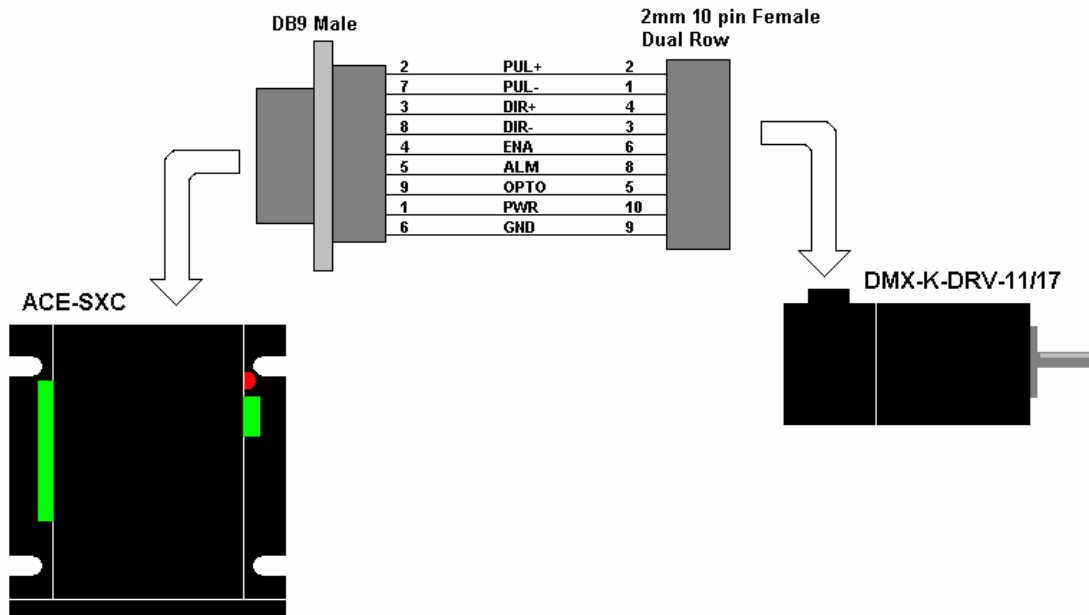 DB9 Male
2mm 10 pin Female
Dual Row
2 PUL+ 2
7 PUL- 1
3 DIR+ 4
8 DIR- 3
4 ENA 6
5 ALM 8
9 OPTO 5
1 PWR 10
6 GND 9
ACE-SXC
DMX-K-DRV-11/17